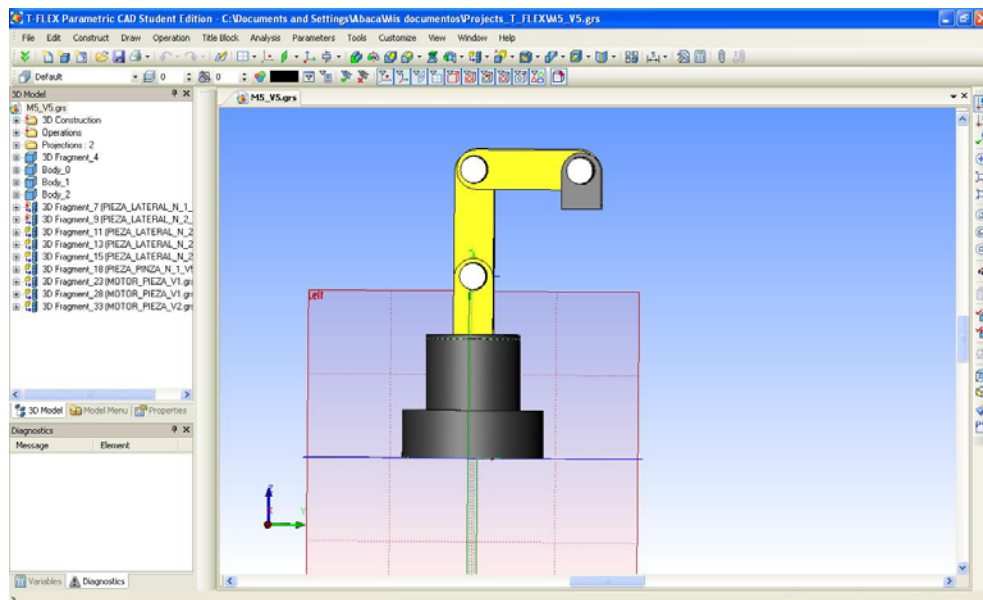 T-FLEX Parametric CAD Student Edition - C:\Documents and Settings\Abaca\Mis documentos\Projects_T_FLEX\M5_V5.grs
File Edit Construct Draw Operation Title Block Analysis Parameters Tools Customize View Window Help
Default 0 0
3D Model
M5_V5.grs
M5_V5.grs
3D Construction
Operations
Projections : 2
3D Fragment_4
Body_0
Body_1
Body_2
3D Fragment_7 (PIEZA_LATERAL_N_1_
3D Fragment_9 (PIEZA_LATERAL_N_2_
3D Fragment_11 (PIEZA_LATERAL_N_2
3D Fragment_13 (PIEZA_LATERAL_N_2
3D Fragment_15 (PIEZA_LATERAL_N_2
3D Fragment_18 (PIEZA_PINZA_N_1_V5
3D Fragment_23 (MOTOR_PIEZA_V1.gr
3D Fragment_28 (MOTOR_PIEZA_V1.gr
3D Fragment_33 (MOTOR_PIEZA_V2.gr
Left
3D Model Model Menu Properties
Diagnostics
Message Element
Z
Y
Variables Diagnostics